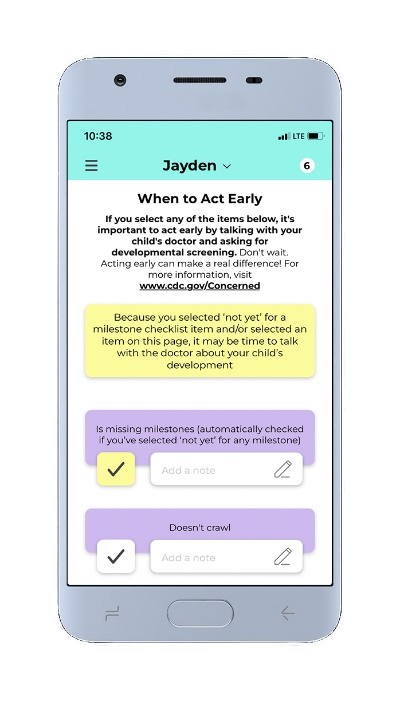 10:38
LTE
Jayden
6
When to Act Early
If you select any of the items below, it's
important to act early by talking with your
child's doctor and asking for
developmental screening. Don't wait.
Acting early can make a real difference! For
more information, visit
www.cdc.gov/Concerned
Because you selected ‘not yet’ for a
milestone checklist item and/or selected an
item on this page, it may be time to talk
with the doctor about your child’s
development
Is missing milestones (automatically checked
if you’ve selected ‘not yet’ for any milestone)
Add a note
Doesn't crawl
Add a note